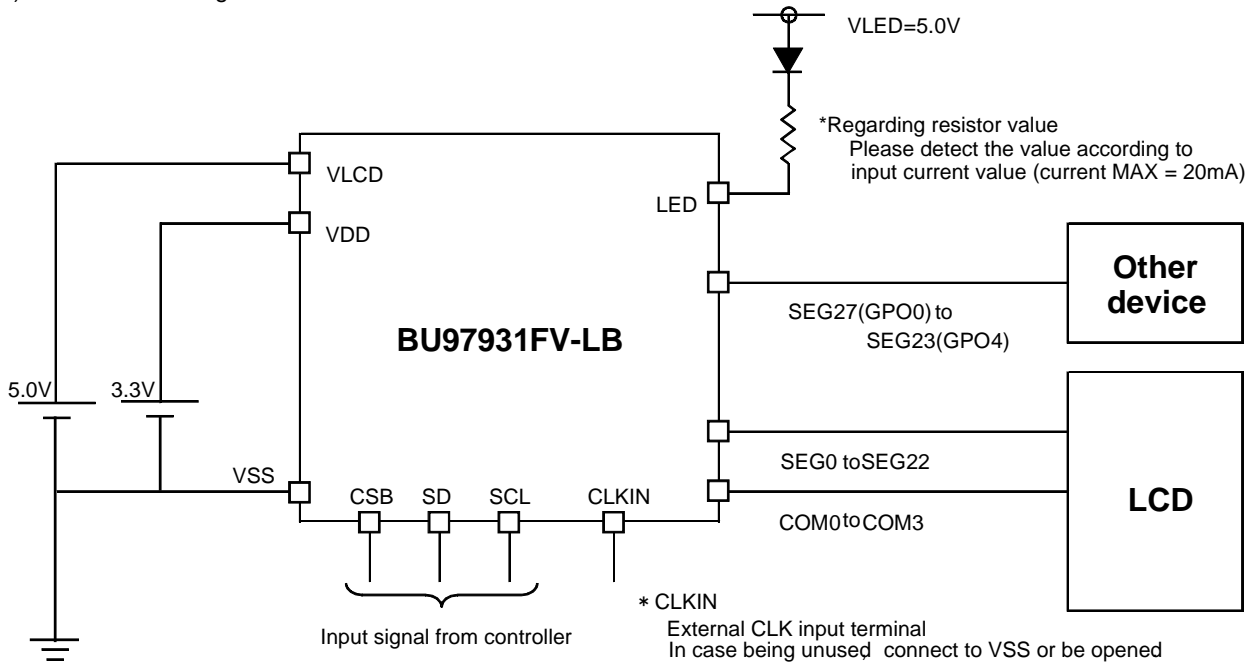 VLED=5.0V
*Regarding resistor value
Please detect the value according to
input current value (current MAX = 20mA)
VLCD
LED
VDD
Other
device
SEG27(GPO0) to
SEG23(GPO4)
BU97931FV-LB
5.0V
3.3V
VSS
SEG0 toSEG22
CSB
SD
SCL
CLKIN
LCD
COM0toCOM3
* CLKIN
Input signal from controller
External CLK input terminal
In case being unused, connect to VSS or be opened